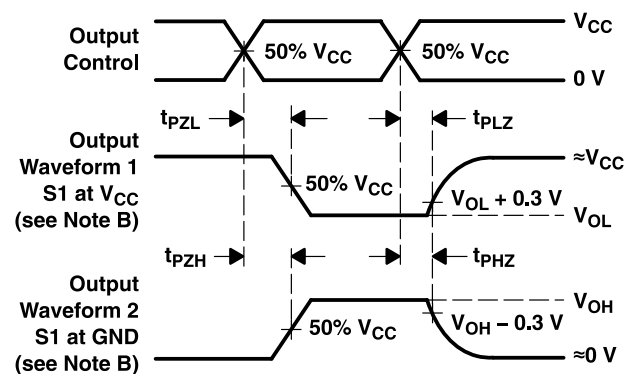 Output
Control
50% VCC
50% VCC
VCC
0 V
tPZL
tPLZ
Output
Waveform 1
S1 at VCC
(see Note B)
50% VCC
≈VCC
VOL + 0.3 V
VOL
tPZH
tPHZ
Output
Waveform 2
S1 at GND
(see Note B)
50% VCC
VOH
VOH − 0.3 V
≈0 V